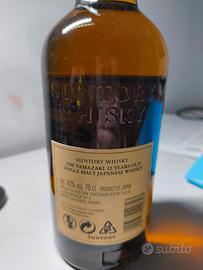 SUNTORY
WHISKY
SUNTORY WHISKY
THE YAMAZAKI 12 YEARS OLD
SINGLE MALT JAPANESE WHISKY
Alc. 43% vol. 70 cl PRODUCT OF JAPAN
SUNTORY
subito